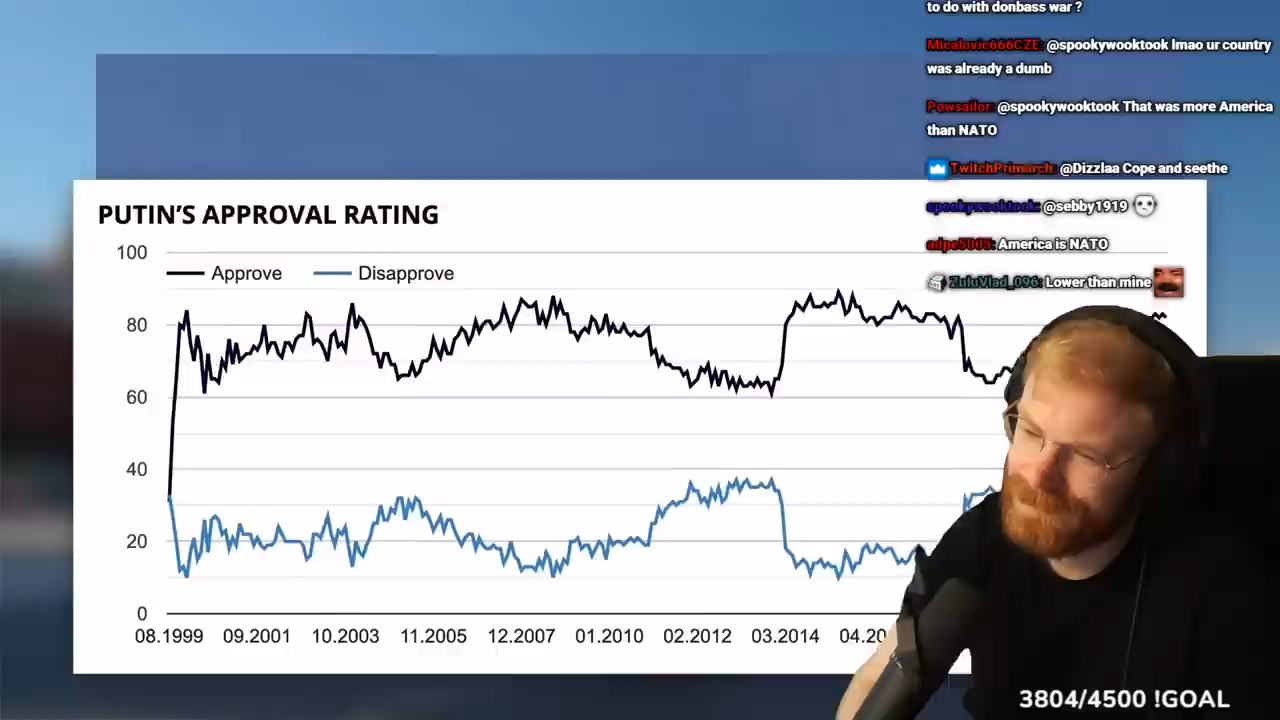 to do with donbass war ?
Micalovic666CZE: @spookywooktook lmao ur country
was already a dumb
Powsailor: @spookywooktook That was more America
than NATO
TwitchPrimarch: @Dizzlaa Cope and seethe
spookywooktook: @sebby1919
America is NATO
ZuluVlad_096: Lower than mine
PUTIN'S APPROVAL RATING
100
Approve Disapprove
80
60
40
20
0
08.1999 09.2001 10.2003 11.2005 12.2007 01.2010 02.2012 03.2014 04.20
3804/4500 !GOAL